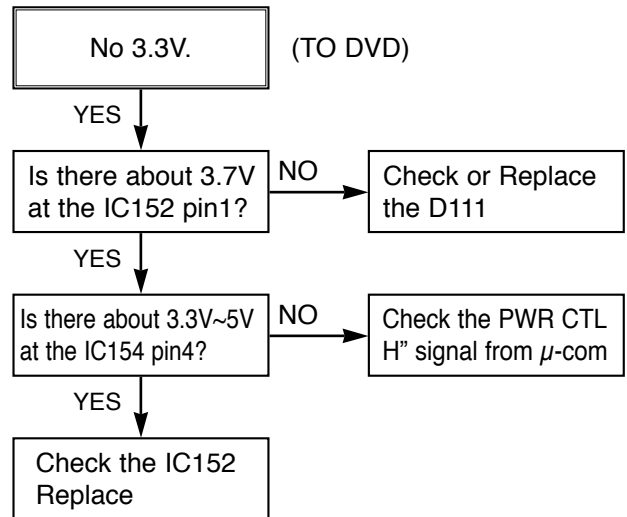 No 3.3V.
(TO DVD)
YES
Is there about 3.7V
at the IC152 pin1?
NO
Check or Replace
the D111
YES
Is there about 3.3V~5V
at the IC154 pin4?
NO
Check the PWR CTL
H” signal from µ-com
YES
Check the IC152
Replace